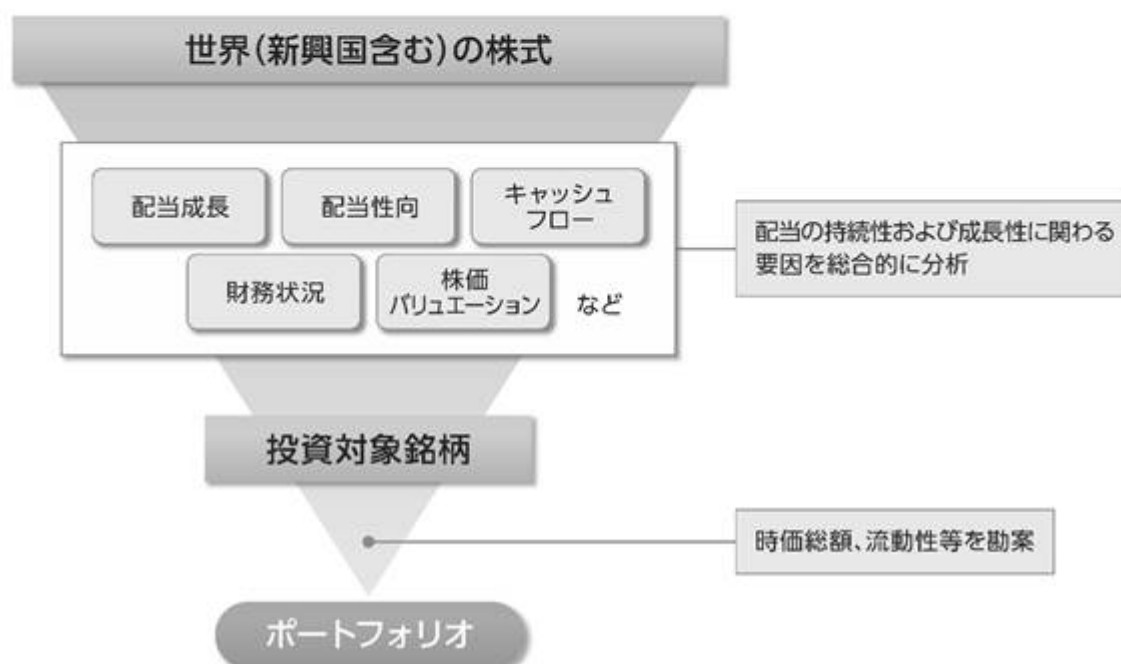 世界(新興国含む)の株式
配当成長
配当性向
キャッシュ
フロー
財務状況
株価
バリュエーション
など
配当の持続性および成長性に関わる
要因を総合的に分析
投資対象銘柄
時価総額、流動性等を勘案
ポートフォリオ